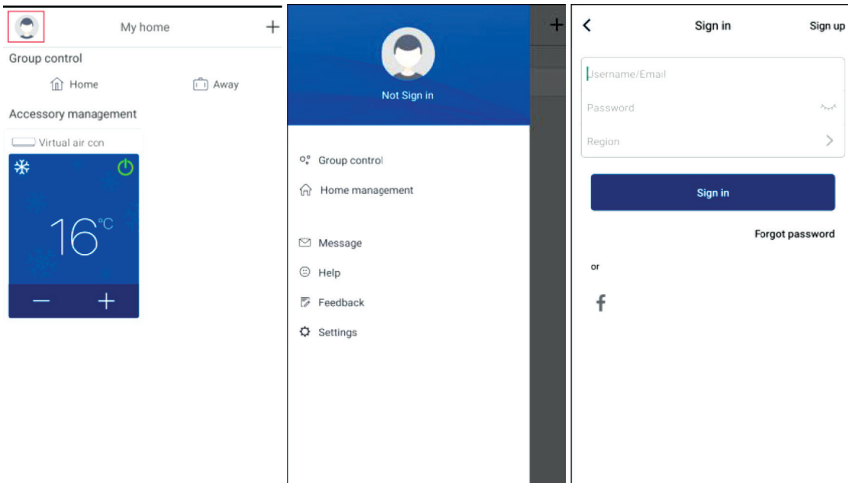 My home
+
Group control
Home
Away
Accessory management
Virtual air con
16°C
— +
Not Sign in
+
Group control
Home management
Message
Help
Feedback
Settings
Sign in
Sign up
Username/Email
Password
Region
Sign in
Forgot password
or
f